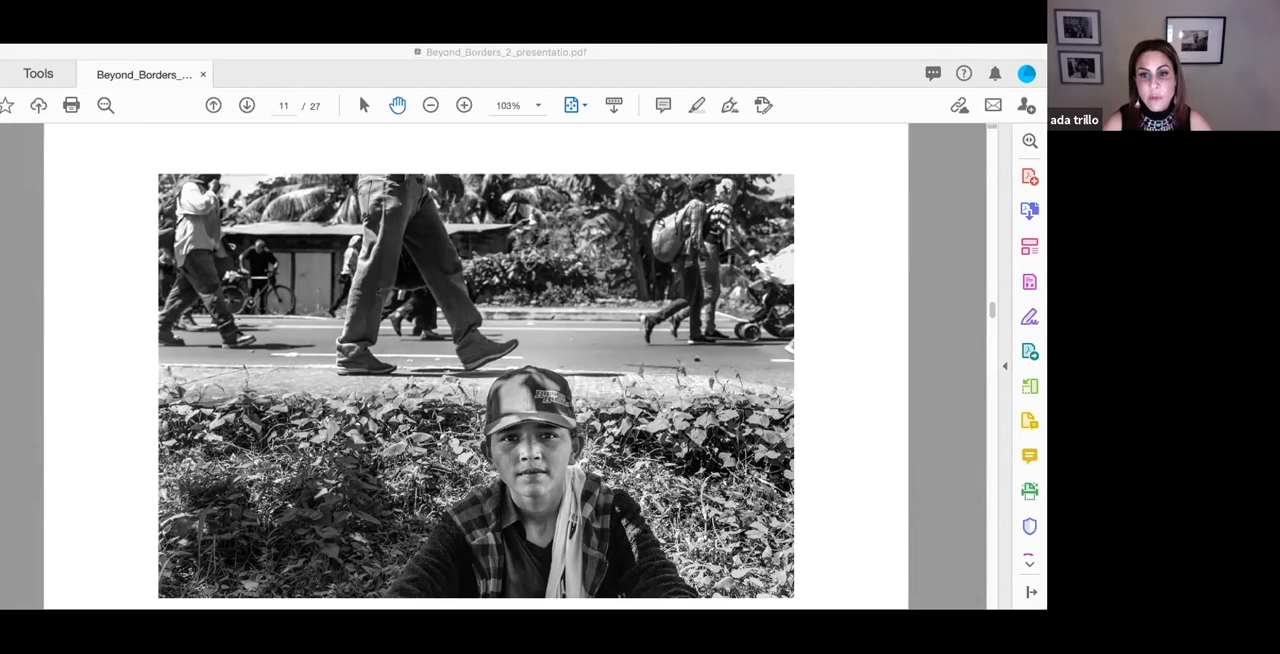 Beyond_Borders_2_presentatio.pdf
Tools
Beyond_Borders_...
11 / 27
103%
ada trillo